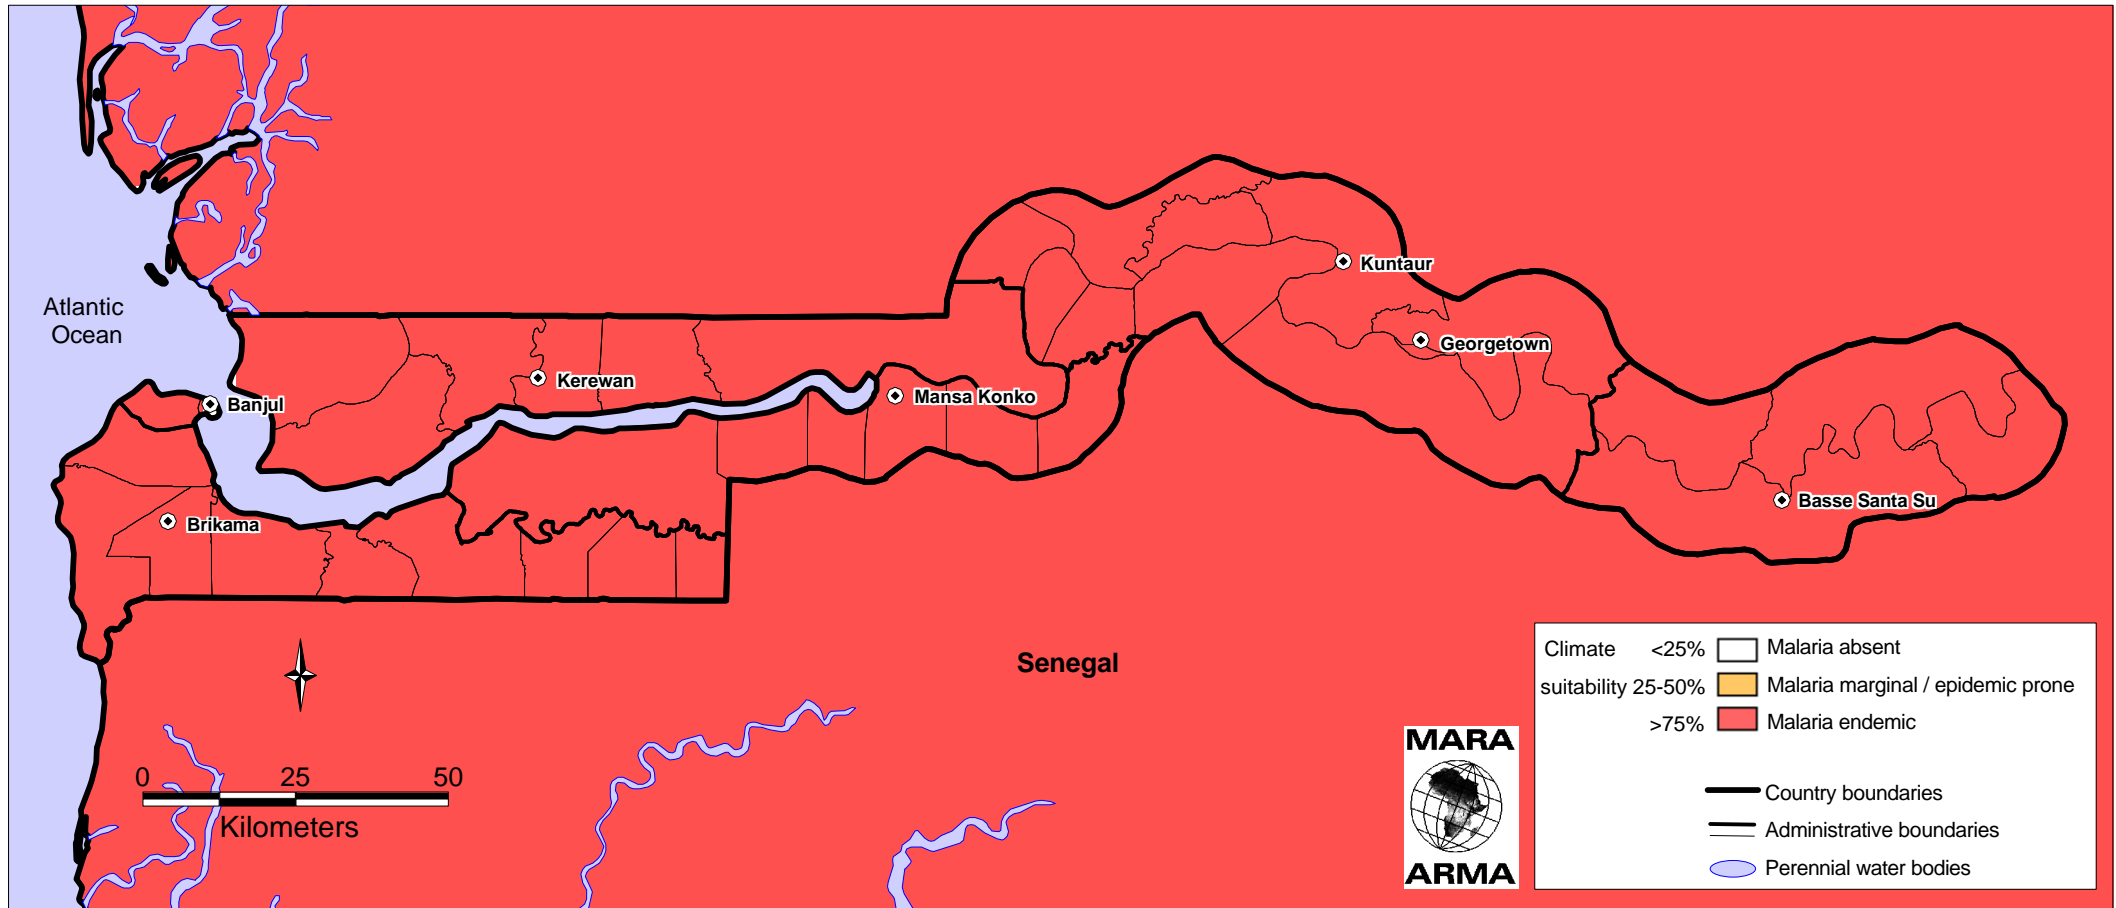 Atlantic
Ocean
Kuntaur
Georgetown
Kerewan
Mansa Konko
Banjul
Basse Santa Su
Brikama
Senegal
Climate <25% Malaria absent
suitability 25-50% Malaria marginal / epidemic prone
>75% Malaria endemic
Country boundaries
Administrative boundaries
Perennial water bodies
MARA
ARMA
0 25 50
Kilometers